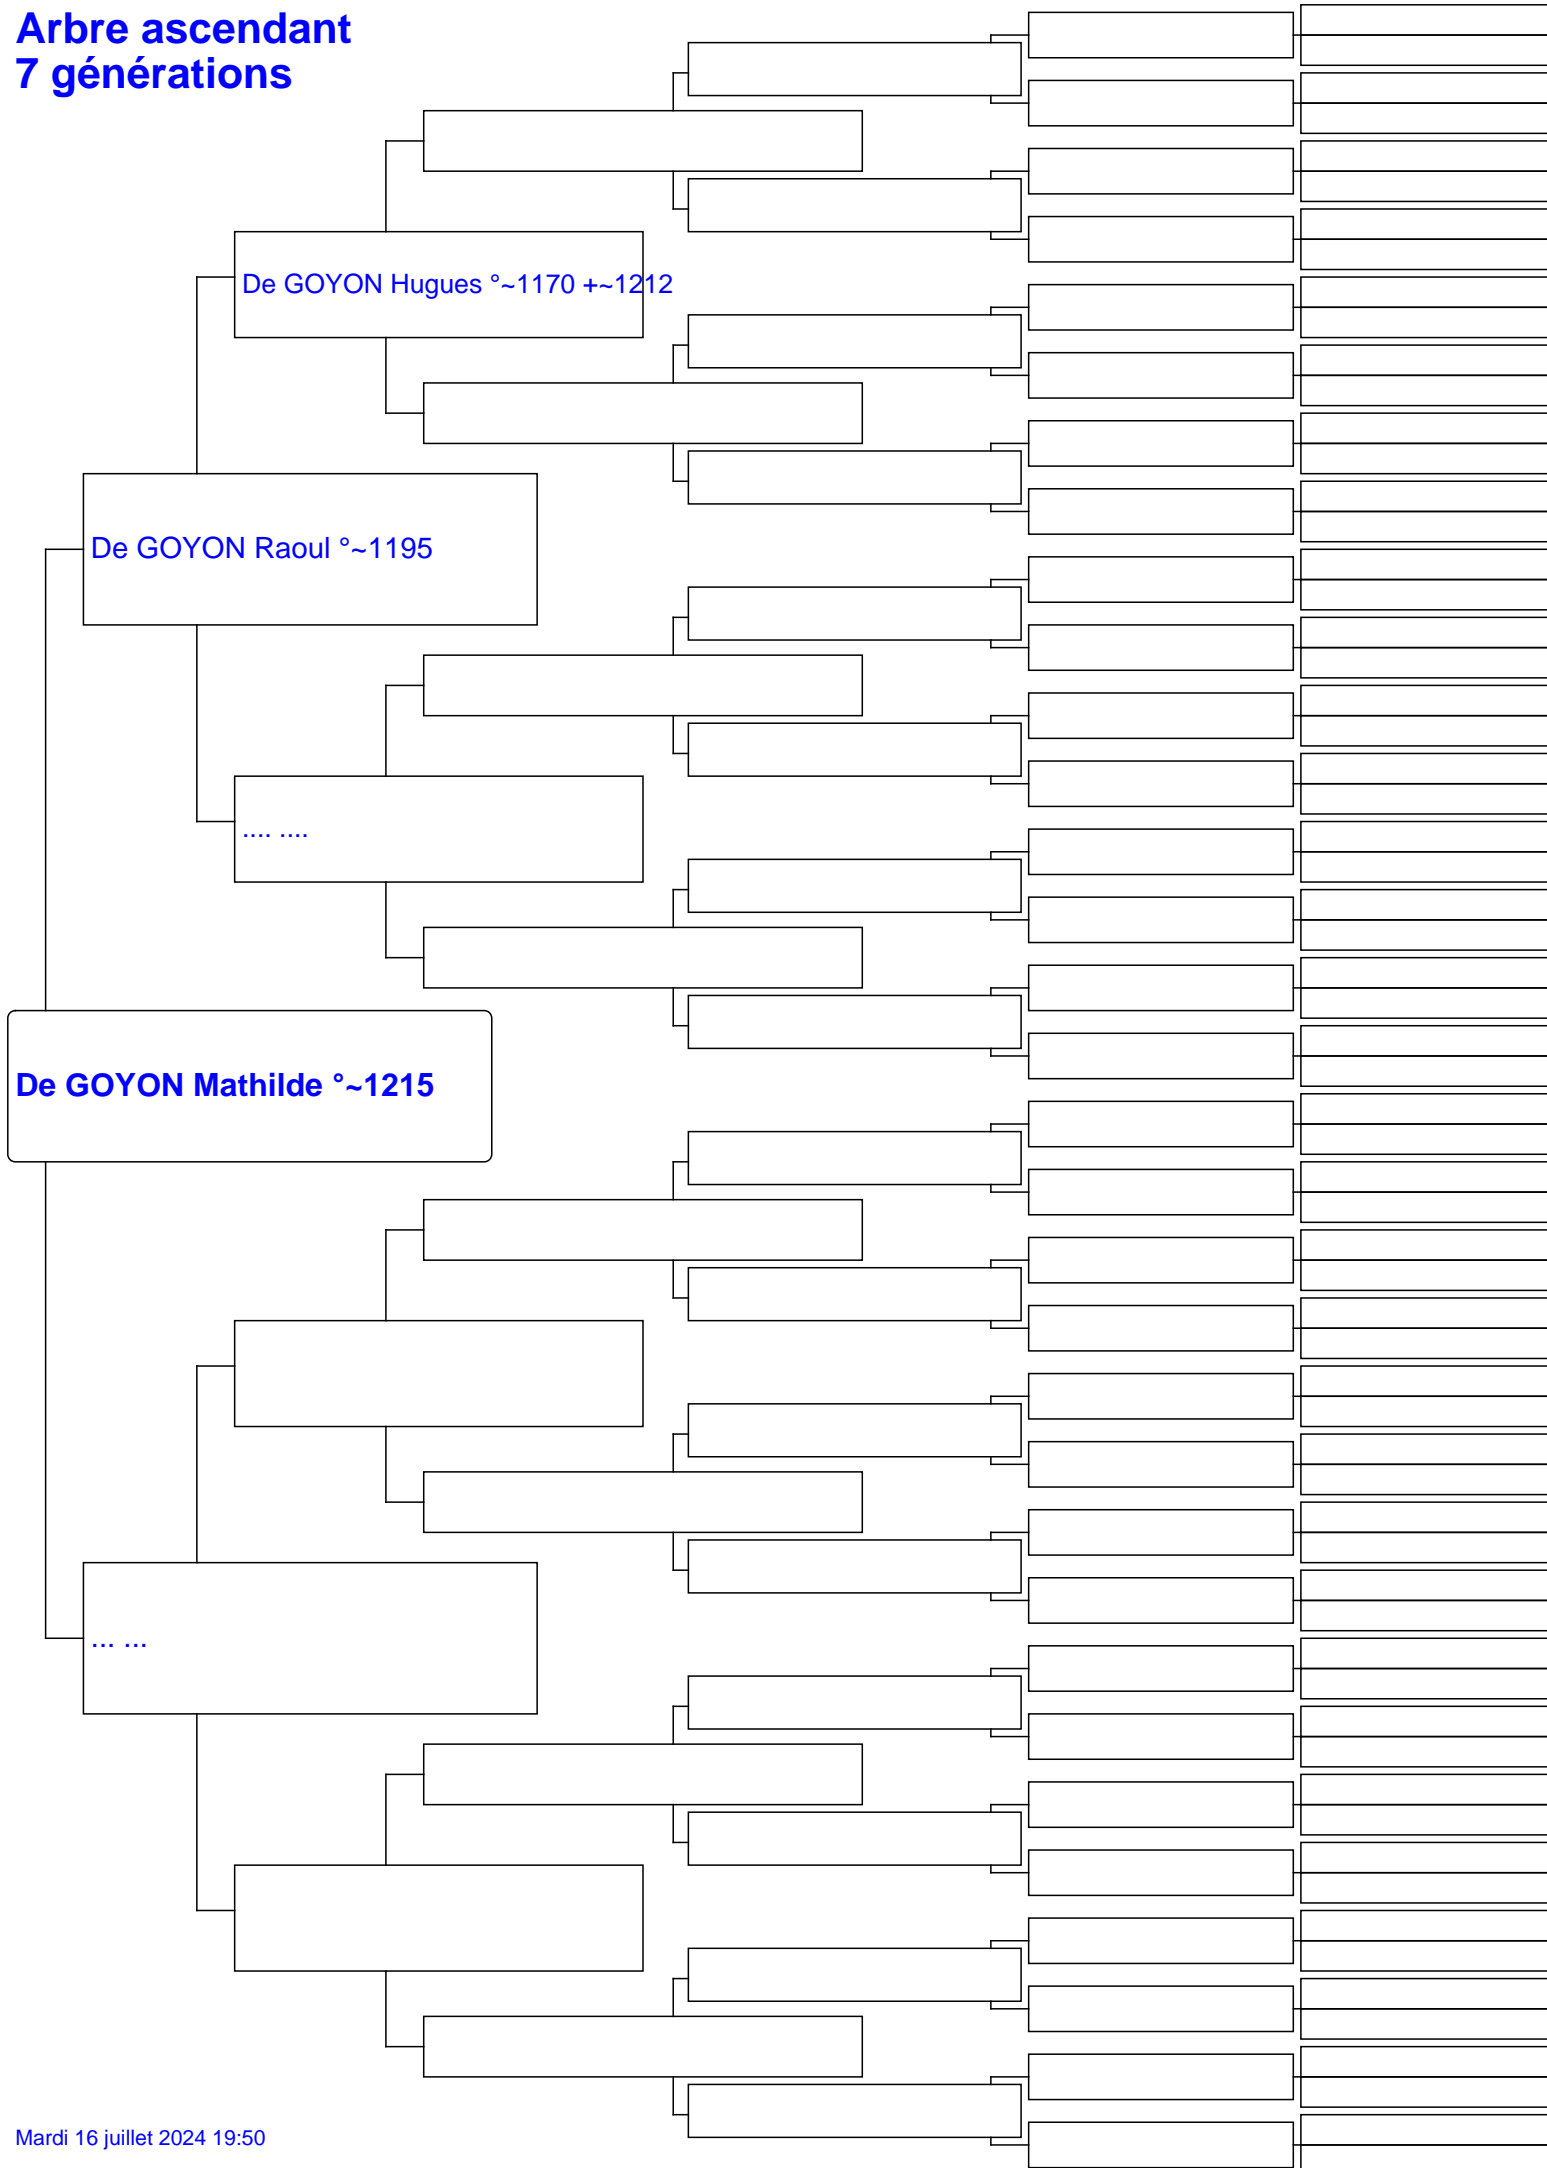 Arbre ascendant
7 générations
De GOYON Hugues °~1170 +~1212
De GOYON Raoul °~1195
.... ....
De GOYON Mathilde °~1215
... ...
Mardi 16 juillet 2024 19:50